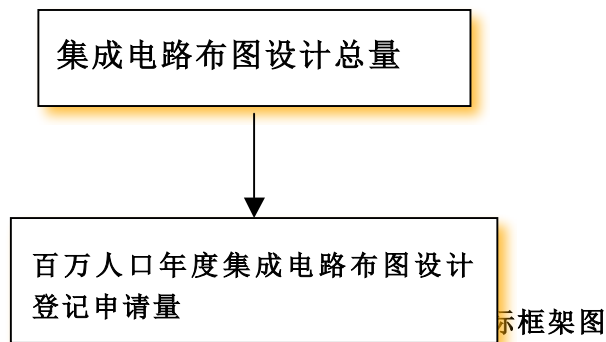 集成电路布图设计总量
百万人口年度集成电路布图设计
登记申请量
标框架图